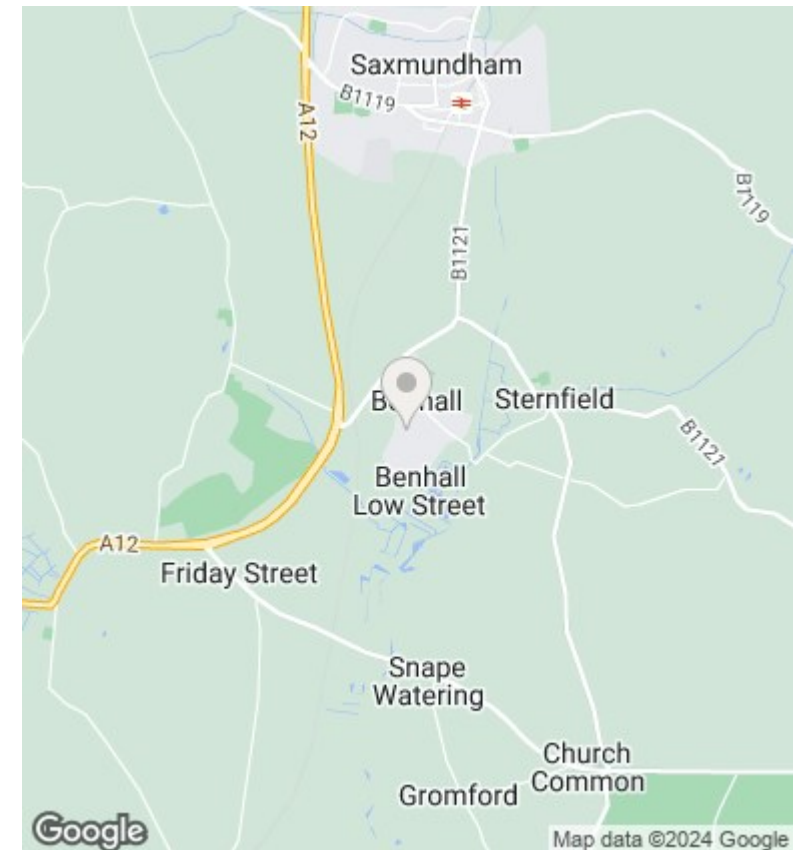 Saxmundham
B1119
A12
B1119
B1121
Sternfield
B1121
Benhall
Low Street
A12
Friday Street
Snape
Watering
Church
Common
Gromford
Google
Map data ©2024 Google